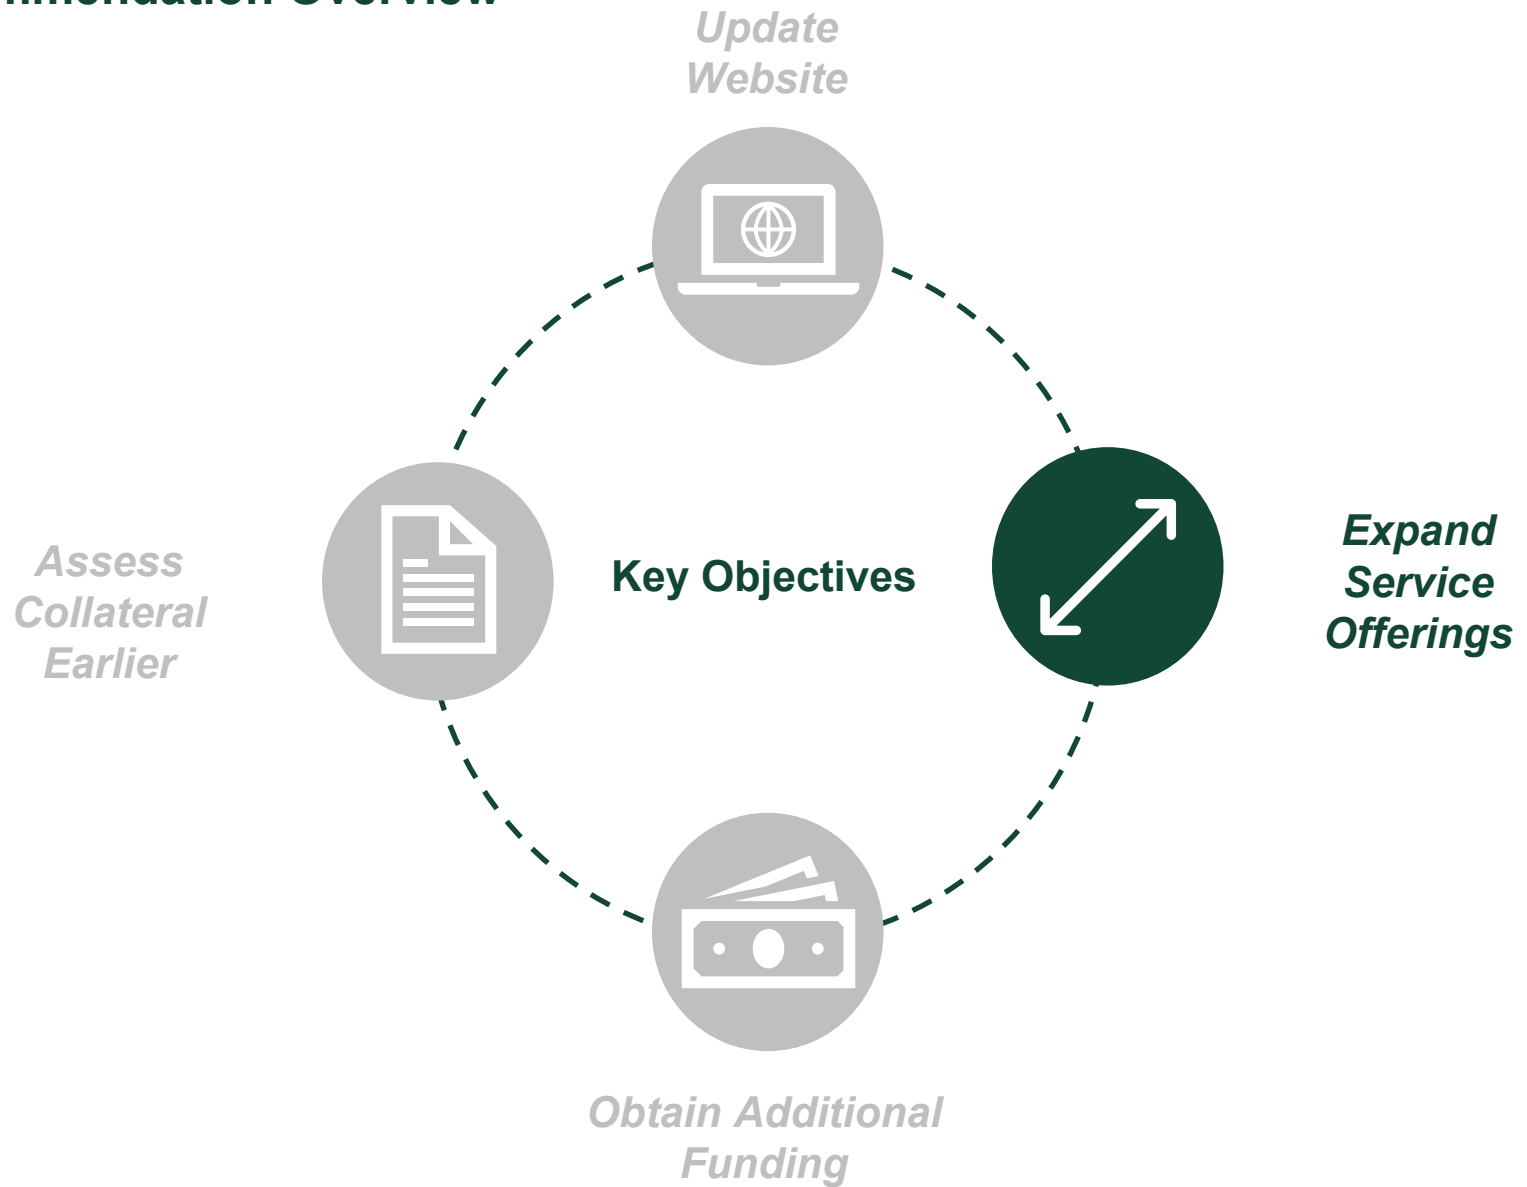 Update
Website
Expand
Service
Offerings
Key Objectives
Assess
Collateral
Earlier
Obtain Additional
Funding